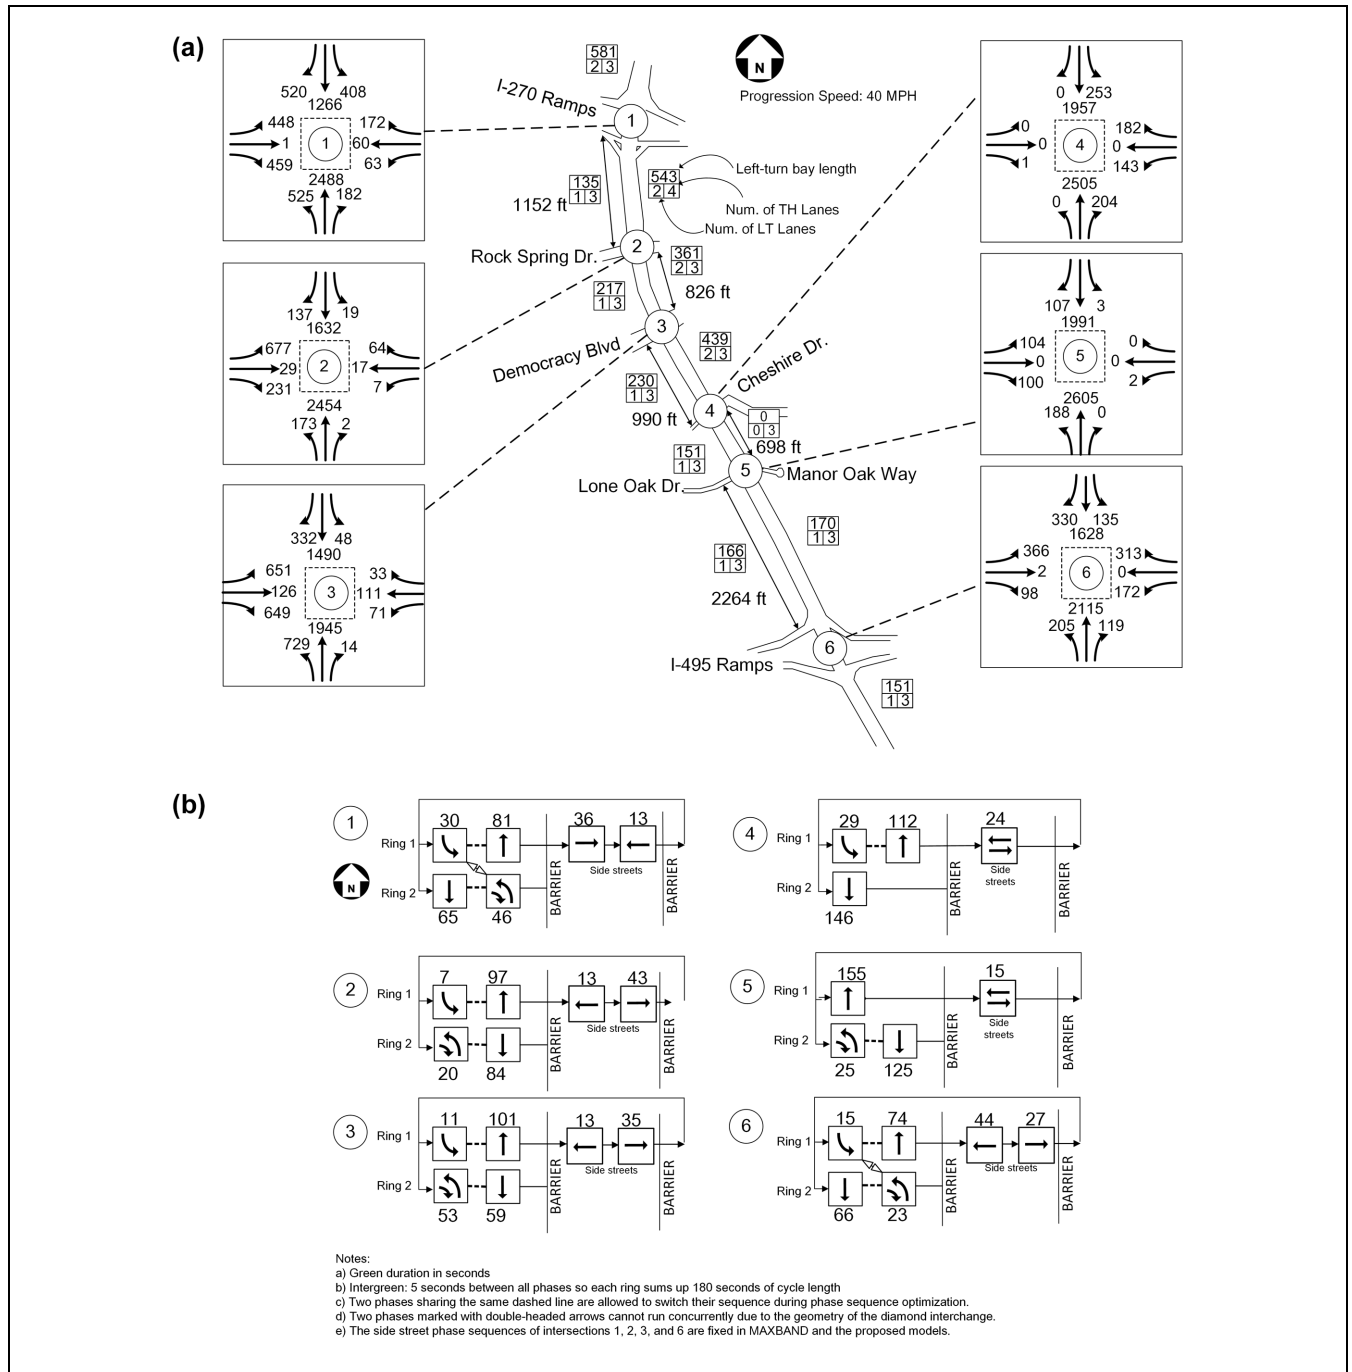 (a)
581
2 3
I-270 Ramps
N
Progression Speed: 40 MPH
1
543
2 4
Left-turn bay length
Num. of TH Lanes
Num. of LT Lanes
135
1 3
1152 ft
Rock Spring Dr.
2
361
2 3
826 ft
217
1 3
3
Democracy Blvd
439
2 3
Cheshire Dr.
230
1 3
990 ft
4
0
0 3
698 ft
151
1 3
5
Manor Oak Way
Lone Oak Dr.
170
1 3
166
1 3
2264 ft
I-495 Ramps
6
151
1 3
520 408
1266
448 172
1 1 60
459 63
2488
525 182
137 19
1632
677 64
29 2 17
231 7
2454
173 2
332 48
1490
651 33
126 3 111
649 71
1945
729 14
0 253
1957
0 182
0 4 0
1 143
2505
0 204
107 3
1991
104 0
0 5 0
100 2
2605
188 0
330 135
1628
366 313
2 6 0
98 172
2115
205 119
(b)
1
N
30 81 36 13
Ring 1
Side streets
Ring 2
65 46
BARRIER
BARRIER
2
7 97 13 43
Ring 1
Side streets
Ring 2
20 84
BARRIER
BARRIER
3
11 101 13 35
Ring 1
Side streets
Ring 2
53 59
BARRIER
BARRIER
4
29 112 24
Ring 1
Side
streets
Ring 2
146
BARRIER
BARRIER
5
155 15
Ring 1
Side
streets
Ring 2
25 125
BARRIER
BARRIER
6
15 74 44 27
Ring 1
Side streets
Ring 2
66 23
BARRIER
BARRIER
Notes:
a) Green duration in seconds
b) Intergreen: 5 seconds between all phases so each ring sums up 180 seconds of cycle length
c) Two phases sharing the same dashed line are allowed to switch their sequence during phase sequence optimization.
d) Two phases marked with double-headed arrows cannot run concurrently due to the geometry of the diamond interchange.
e) The side street phase sequences of intersections 1, 2, 3, and 6 are fixed in MAXBAND and the proposed models.